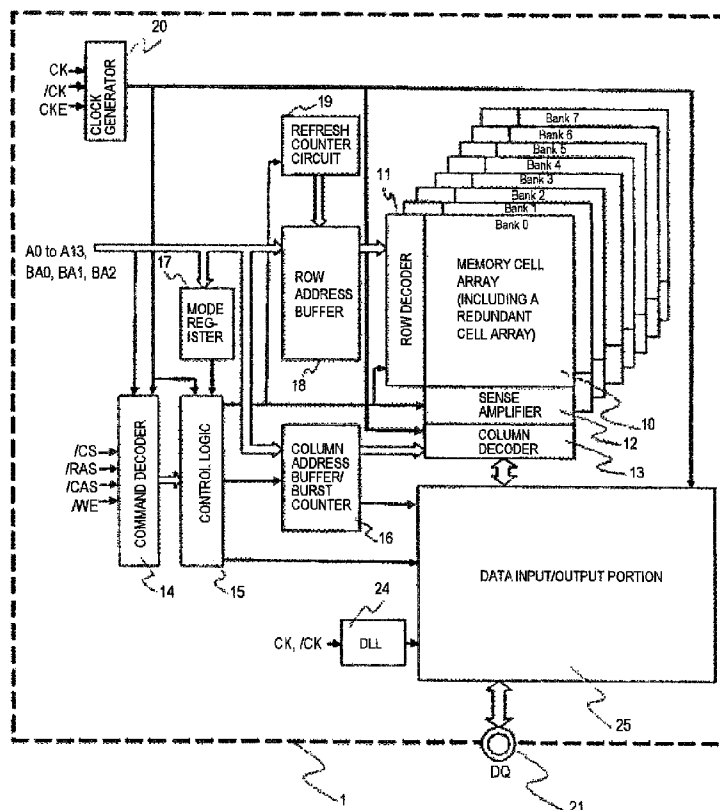 20
CK
/CK
CKE
CLOCK
GENERATOR
19
REFRESH
COUNTER
CIRCUIT
Bank 7
Bank 6
Bank 5
Bank 4
Bank 3
Bank 2
Bank 1
Bank 0
11
A0 to A13,
BA0, BA1, BA2
17
MODE
REG-
ISTER
ROW
ADDRESS
BUFFER
18
ROW DECODER
MEMORY CELL
ARRAY
(INCLUDING A
REDUNDANT
CELL ARRAY)
SENSE
AMPLIFIER
COLUMN
DECODER
10
12
13
/CS
/RAS
/CAS
/WE
COMMAND DECODER
14
CONTROL LOGIC
15
COLUMN
ADDRESS
BUFFER/
BURST
COUNTER
16
DATA INPUT/OUTPUT PORTION
24
CK, /CK
DLL
25
DQ
1
21